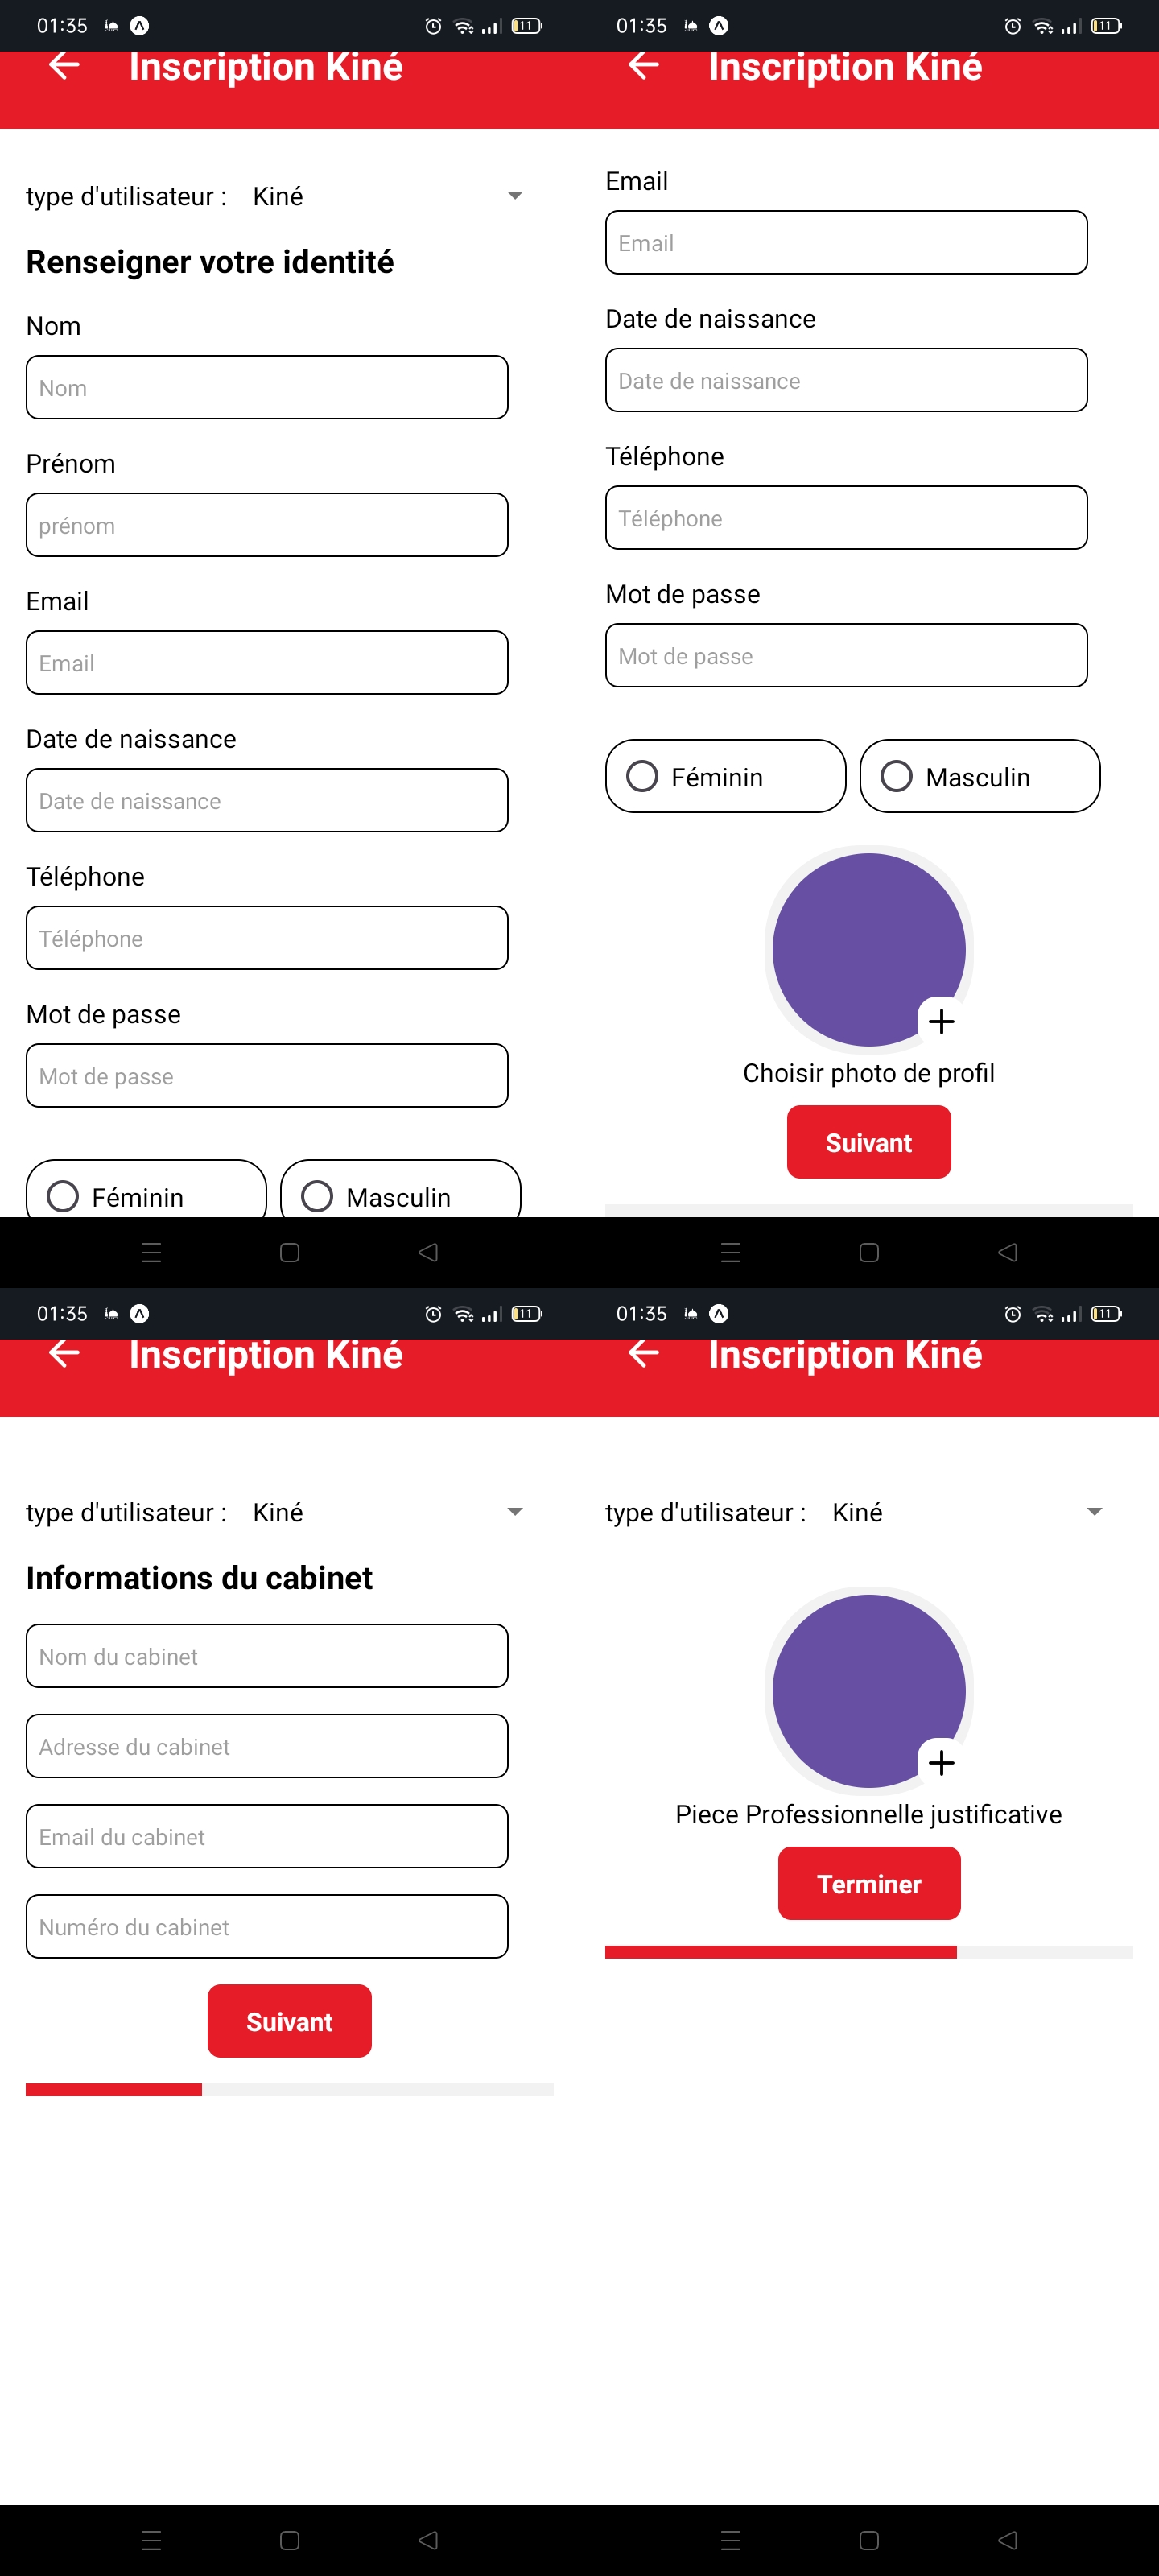 01:35
11
Inscription Kiné
type d'utilisateur : Kiné
Renseigner votre identité
Nom
Nom
Prénom
prénom
Email
Email
Date de naissance
Date de naissance
Téléphone
Téléphone
Mot de passe
Mot de passe
Féminin
Masculin
01:35
11
Inscription Kiné
Email
Email
Date de naissance
Date de naissance
Téléphone
Téléphone
Mot de passe
Mot de passe
Féminin
Masculin
Choisir photo de profil
Suivant
01:35
11
Inscription Kiné
type d'utilisateur : Kiné
Informations du cabinet
Nom du cabinet
Adresse du cabinet
Email du cabinet
Numéro du cabinet
Suivant
01:35
11
Inscription Kiné
type d'utilisateur : Kiné
Piece Professionnelle justificative
Terminer